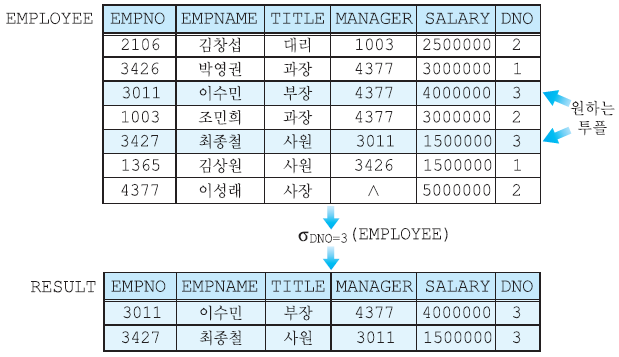 EMPLOYEE
EMPNO EMPNAME TITLE MANAGER SALARY DNO
2106 김창섭 대리 1003 2500000 2
3426 박영권 과장 4377 3000000 1
3011 이수민 부장 4377 4000000 3
1003 조민희 과장 4377 3000000 2
3427 최종철 사원 3011 1500000 3
1365 김상원 사원 3426 1500000 1
4377 이성래 사장 ∧ 5000000 2
원하는
투플
σDNO=3(EMPLOYEE)
RESULT
EMPNO EMPNAME TITLE MANAGER SALARY DNO
3011 이수민 부장 4377 4000000 3
3427 최종철 사원 3011 1500000 3